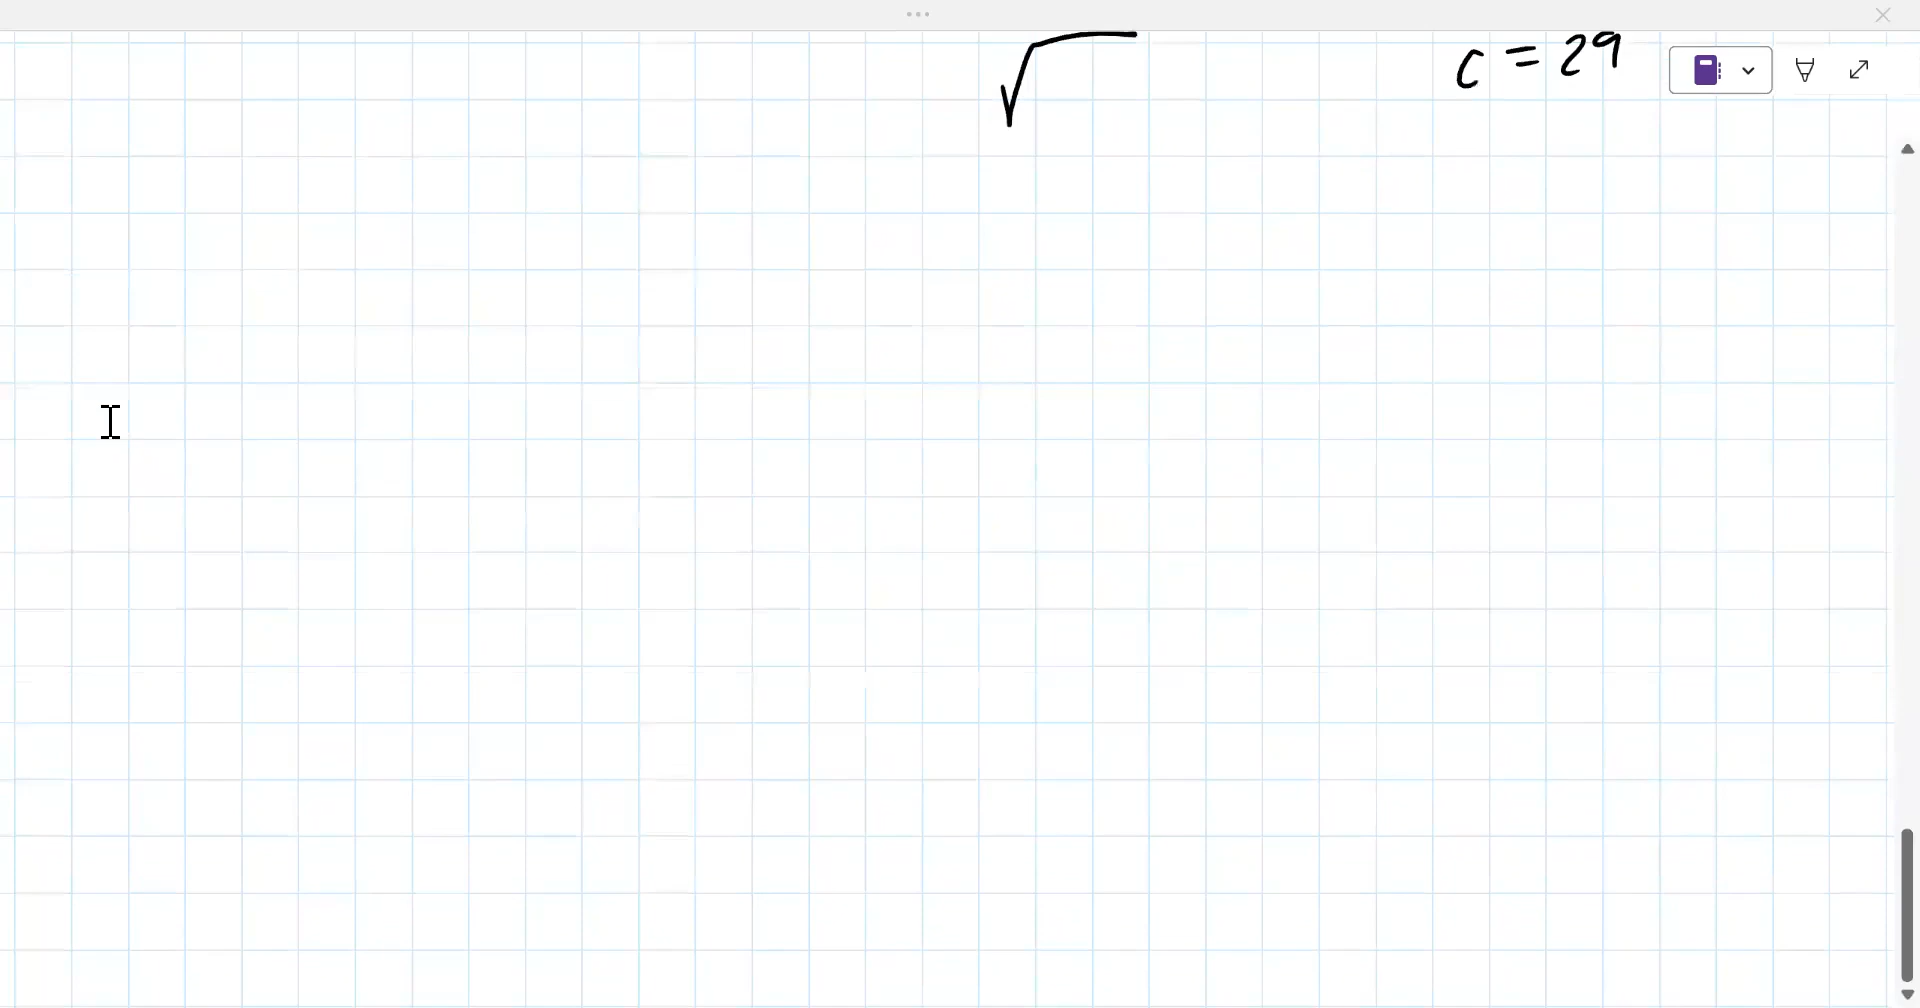 √ c = 29